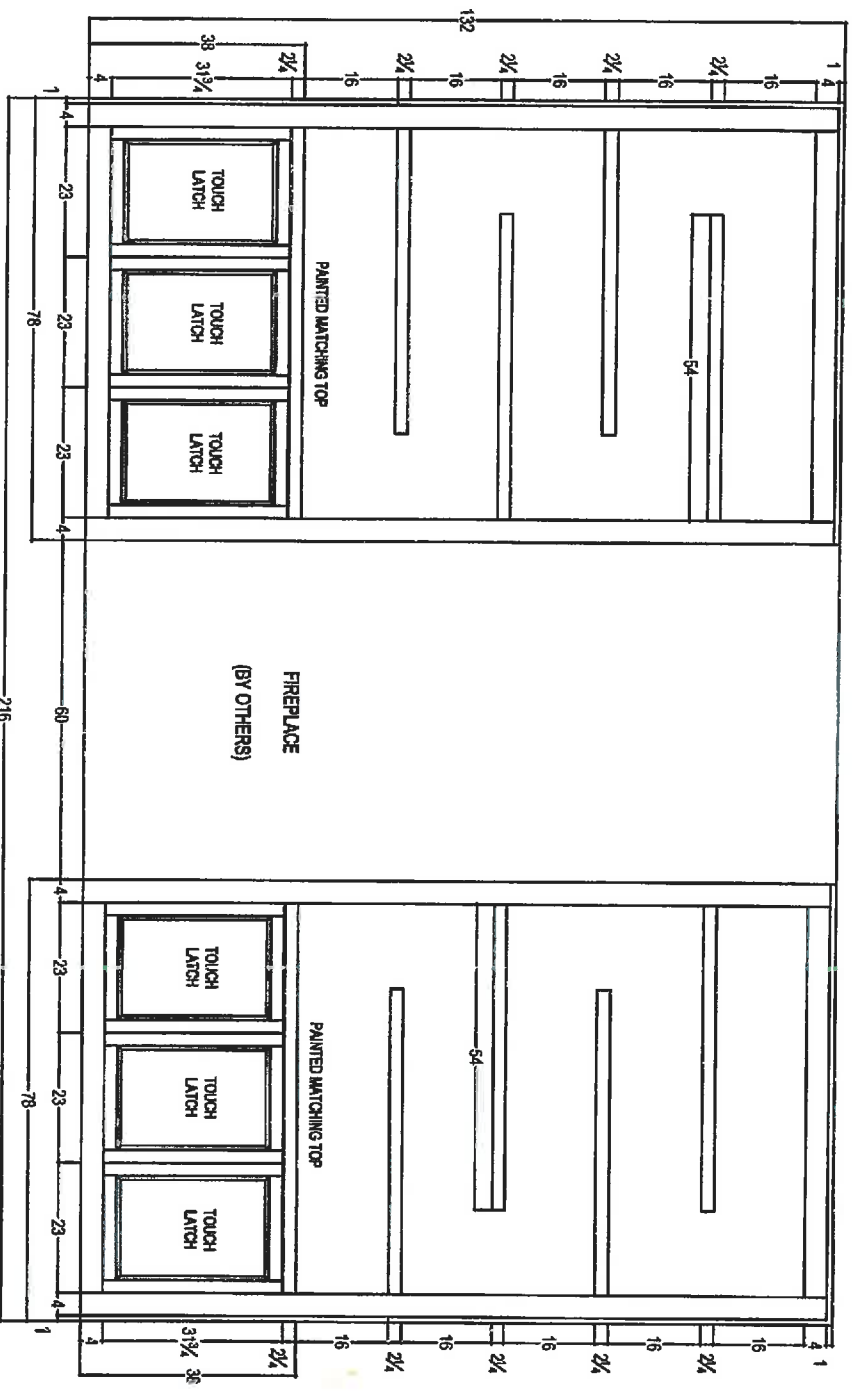 132
1
4
16
2¼
16
2¼
16
2¼
16
2¼
16
2¼
31¾
4
38
54
54
PAINTED MATCHING TOP
PAINTED MATCHING TOP
FIREPLACE
(BY OTHERS)
TOUCH
LATCH
TOUCH
LATCH
TOUCH
LATCH
TOUCH
LATCH
TOUCH
LATCH
TOUCH
LATCH
1
4
16
2¼
16
2¼
16
2¼
16
2¼
16
2¼
31¾
4
38
1 4 23 23 23 4 60 4 23 23 23 4 1
78 78
216